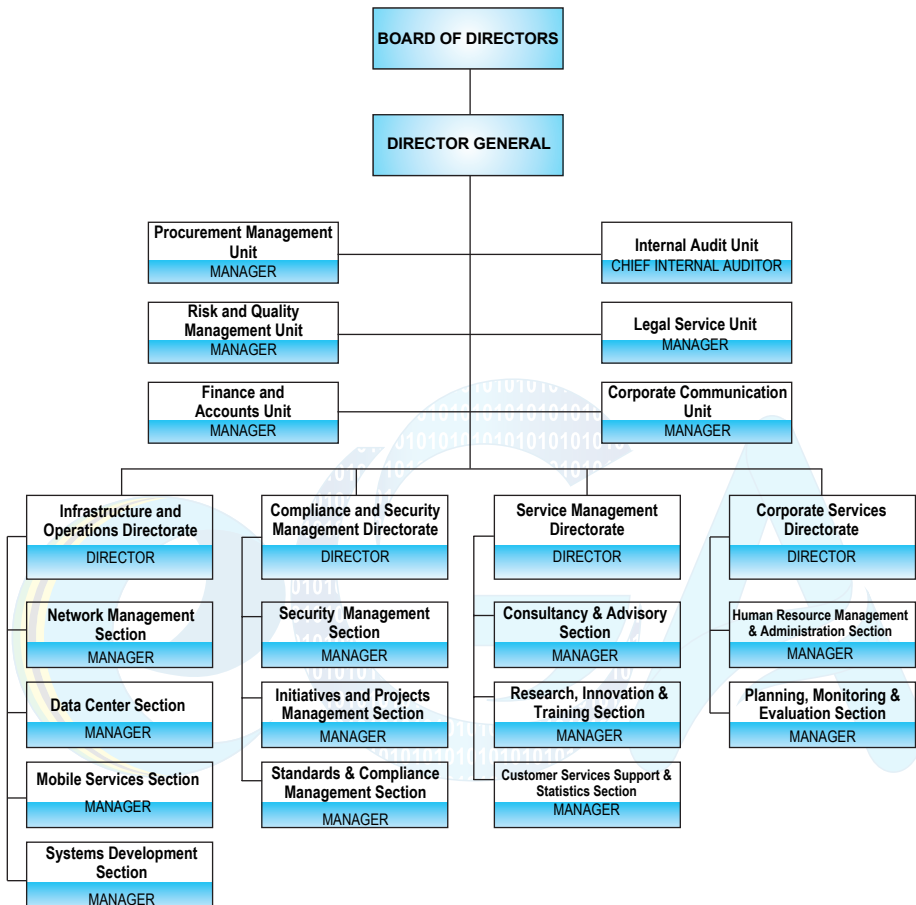 BOARD OF DIRECTORS
DIRECTOR GENERAL
Procurement Management
Unit
MANAGER
Internal Audit Unit
CHIEF INTERNAL AUDITOR
Risk and Quality
Management Unit
MANAGER
Legal Service Unit
MANAGER
Finance and
Accounts Unit
MANAGER
Corporate Communication
Unit
MANAGER
Infrastructure and
Operations Directorate
DIRECTOR
Compliance and Security
Management Directorate
DIRECTOR
Service Management
Directorate
DIRECTOR
Corporate Services
Directorate
DIRECTOR
Network Management
Section
MANAGER
Security Management
Section
MANAGER
Consultancy & Advisory
Section
MANAGER
Human Resource Management
& Administration Section
MANAGER
Data Center Section
MANAGER
Initiatives and Projects
Management Section
MANAGER
Research, Innovation &
Training Section
MANAGER
Planning, Monitoring &
Evaluation Section
MANAGER
Mobile Services Section
MANAGER
Standards & Compliance
Management Section
MANAGER
Customer Services Support &
Statistics Section
MANAGER
Systems Development
Section
MANAGER